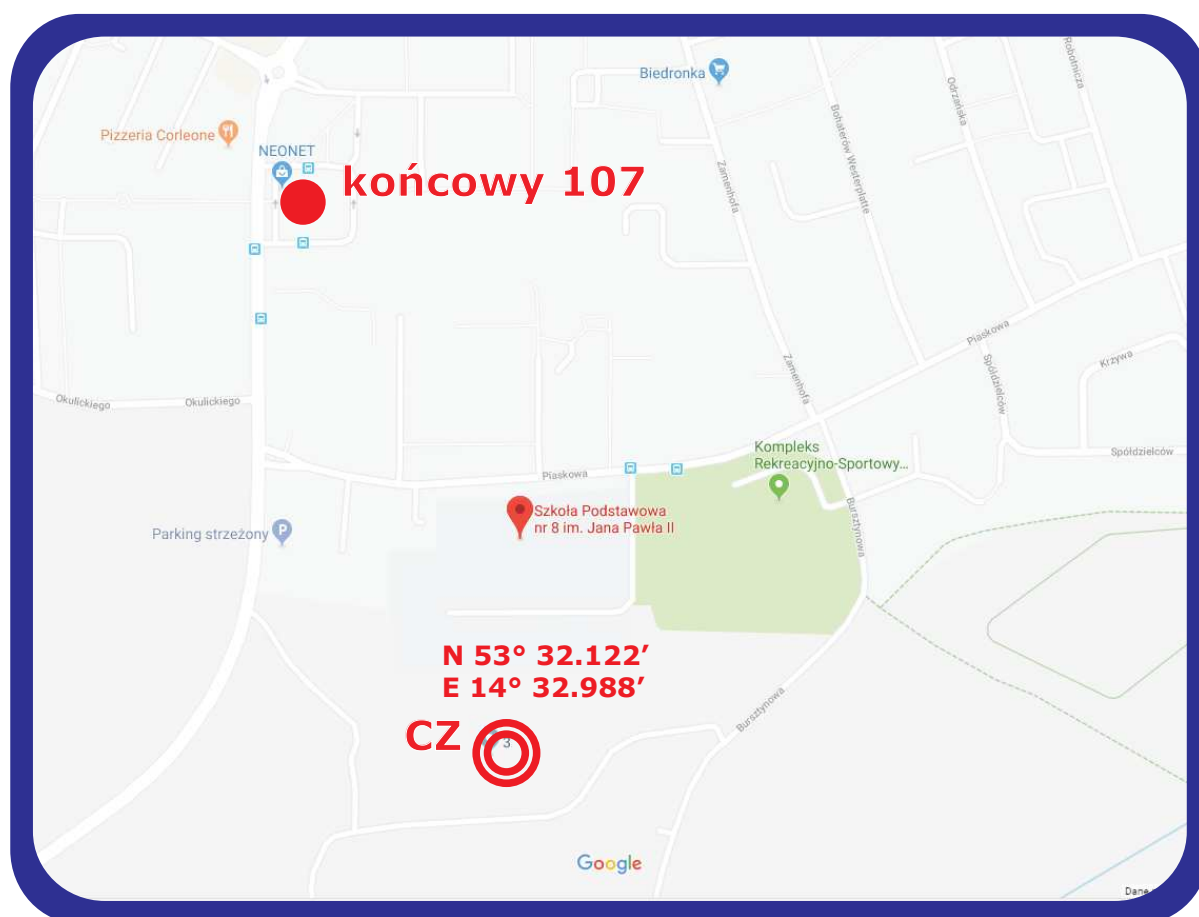 Biedronka
Robotnicza
Odrzańska
Bohaterów Westerplatte
Pizzeria Corleone
NEONET
Zamenhofa
końcowy 107
Piaskowa
Zamenhofa
Spółdzielców
Krzywa
Okulickiego
Okulickiego
Kompleks
Rekreacyjno-Sportowy...
Spółdzielców
Piaskowa
Szkoła Podstawowa
nr 8 im. Jana Pawła II
Bursztynowa
Parking strzeżony
P
N 53° 32.122’
E 14° 32.988’
Bursztynowa
CZ
3
Google
Dane